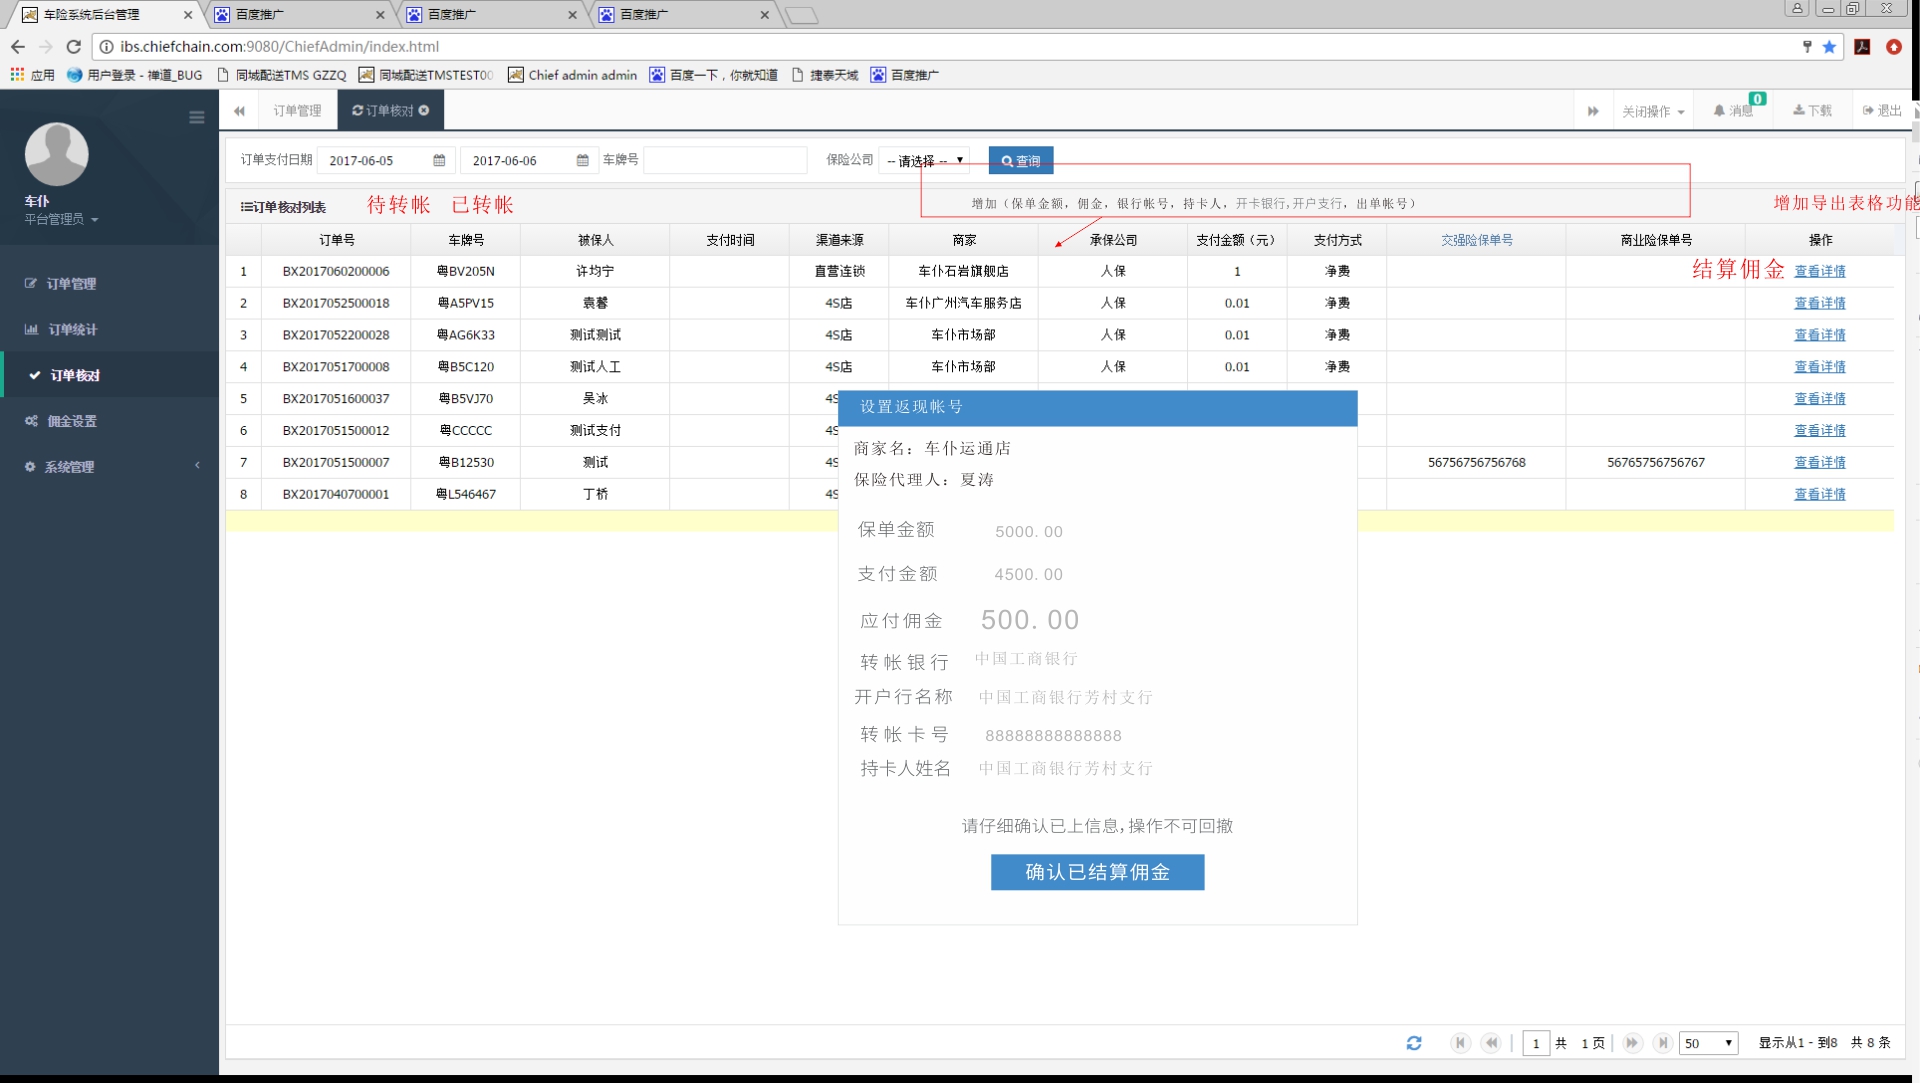 车险系统后台管理
百度推广
百度推广
百度推广
ibs.chiefchain.com:9080/ChiefAdmin/index.html
应用 用户登录 - 禅道_BUG 同城配送TMS GZZQ 同城配送TMSTEST00 Chief admin admin 百度一下，你就知道 捷泰天域 百度推广
订单管理 订单核对 关闭操作 消息 0 下载 退出
车仆
平台管理员
订单管理
订单统计
订单核对
佣金设置
系统管理
订单支付日期 2017-06-05 2017-06-06 车牌号 保险公司 -- 请选择 -- 查询
订单核对列表 待转帐 已转帐 增加（保单金额，佣金，银行帐号，持卡人，开卡银行,开户支行，出单帐号） 增加导出表格功能
订单号 车牌号 被保人 支付时间 渠道来源 商家 承保公司 支付金额（元） 支付方式 交强险保单号 商业险保单号 操作
1 BX2017060200006 粤BV205N 许均宁 直营连锁 车仆石岩旗舰店 人保 1 净费 结算佣金 查看详情
2 BX2017052500018 粤A5PV15 袁馨 4S店 车仆广州汽车服务店 人保 0.01 净费 查看详情
3 BX2017052200028 粤AG6K33 测试测试 4S店 车仆市场部 人保 0.01 净费 查看详情
4 BX2017051700008 粤B5C120 测试人工 4S店 车仆市场部 人保 0.01 净费 查看详情
5 BX2017051600037 粤B5VJ70 吴冰 4S 查看详情
6 BX2017051500012 粤CCCCC 测试支付 4S 查看详情
7 BX2017051500007 粤B12530 测试 4S 56756756756768 56765756756767 查看详情
8 BX2017040700001 粤L546467 丁桥 4S 查看详情
设置返现帐号
商家名：车仆运通店
保险代理人：夏涛
保单金额 5000.00
支付金额 4500.00
应付佣金 500.00
转帐银行 中国工商银行
开户行名称 中国工商银行芳村支行
转帐卡号 88888888888888
持卡人姓名 中国工商银行芳村支行
请仔细确认已上信息,操作不可回撤
确认已结算佣金
1 共 1 页 50 显示从1 - 到8 共 8 条